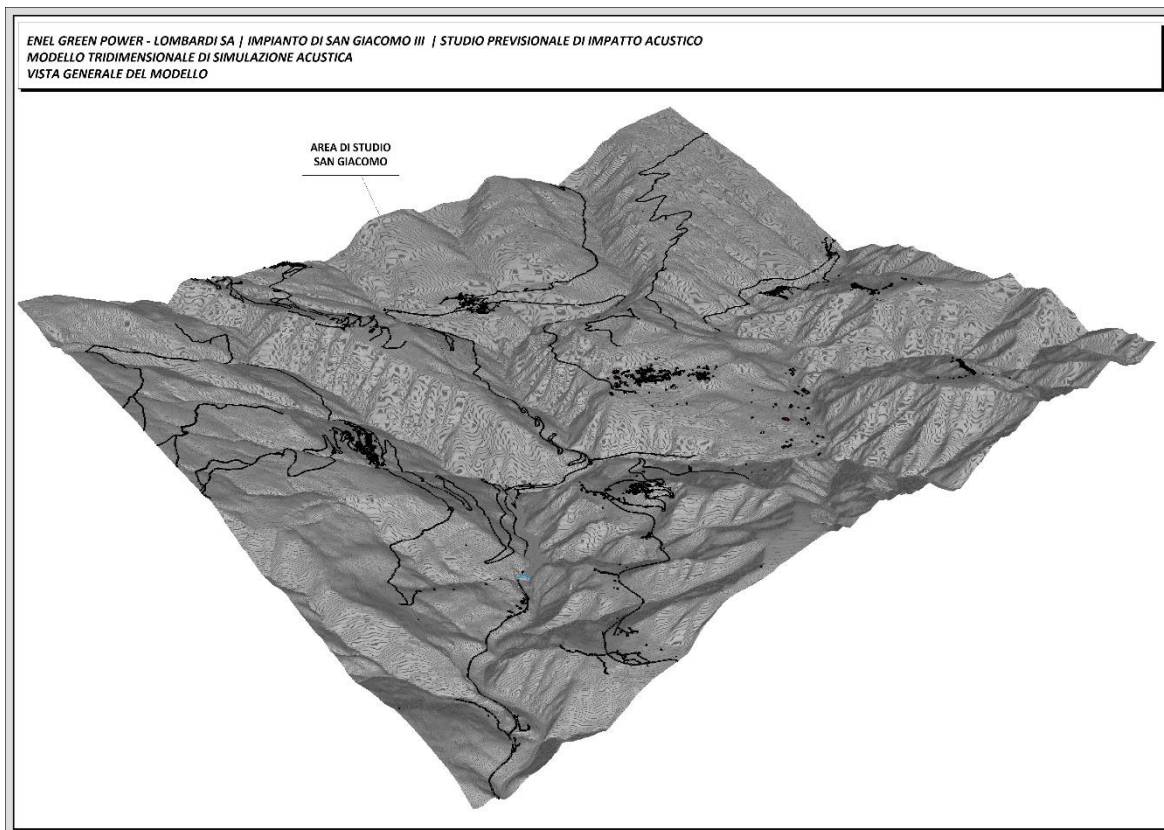 ENEL GREEN POWER - LOMBARDI SA | IMPIANTO DI SAN GIACOMO III | STUDIO PREVISIONALE DI IMPATTO ACUSTICO
MODELLO TRIDIMENSIONALE DI SIMULAZIONE ACUSTICA
VISTA GENERALE DEL MODELLO
AREA DI STUDIO
SAN GIACOMO